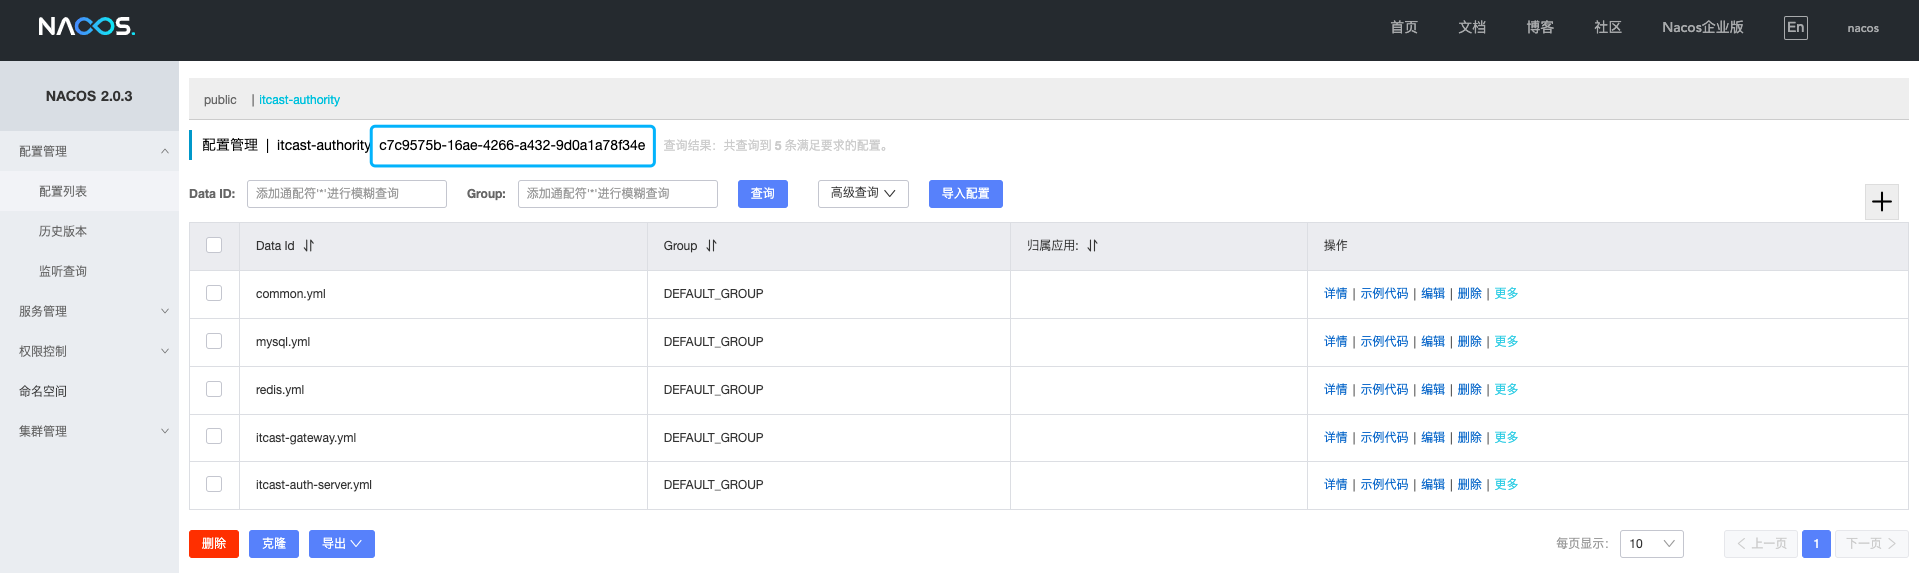 NACOS.
首页 文档 博客 社区 Nacos企业版 En nacos
NACOS 2.0.3
配置管理
配置列表
历史版本
监听查询
服务管理
权限控制
命名空间
集群管理
public | itcast-authority
配置管理 | itcast-authority c7c9575b-16ae-4266-a432-9d0a1a78f34e 查询结果：共查询到 5 条满足要求的配置。
Data ID: 添加通配符'*'进行模糊查询 Group: 添加通配符'*'进行模糊查询 查询 高级查询 导入配置
Data Id Group 归属应用: 操作
common.yml DEFAULT_GROUP 详情 | 示例代码 | 编辑 | 删除 | 更多
mysql.yml DEFAULT_GROUP 详情 | 示例代码 | 编辑 | 删除 | 更多
redis.yml DEFAULT_GROUP 详情 | 示例代码 | 编辑 | 删除 | 更多
itcast-gateway.yml DEFAULT_GROUP 详情 | 示例代码 | 编辑 | 删除 | 更多
itcast-auth-server.yml DEFAULT_GROUP 详情 | 示例代码 | 编辑 | 删除 | 更多
删除 克隆 导出 每页显示: 10 上一页 1 下一页